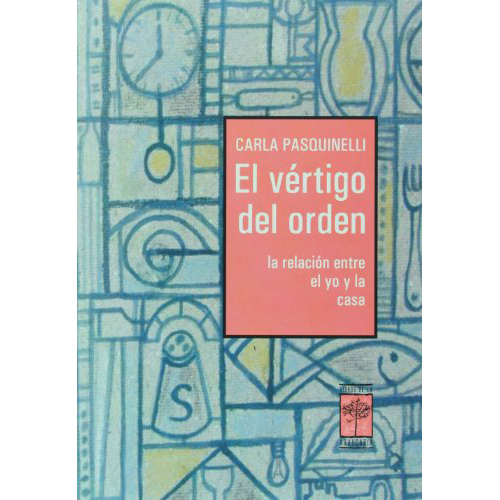 CARLA PASQUINELLI
El vértigo
del orden
la relación entre
el yo y la
casa
S